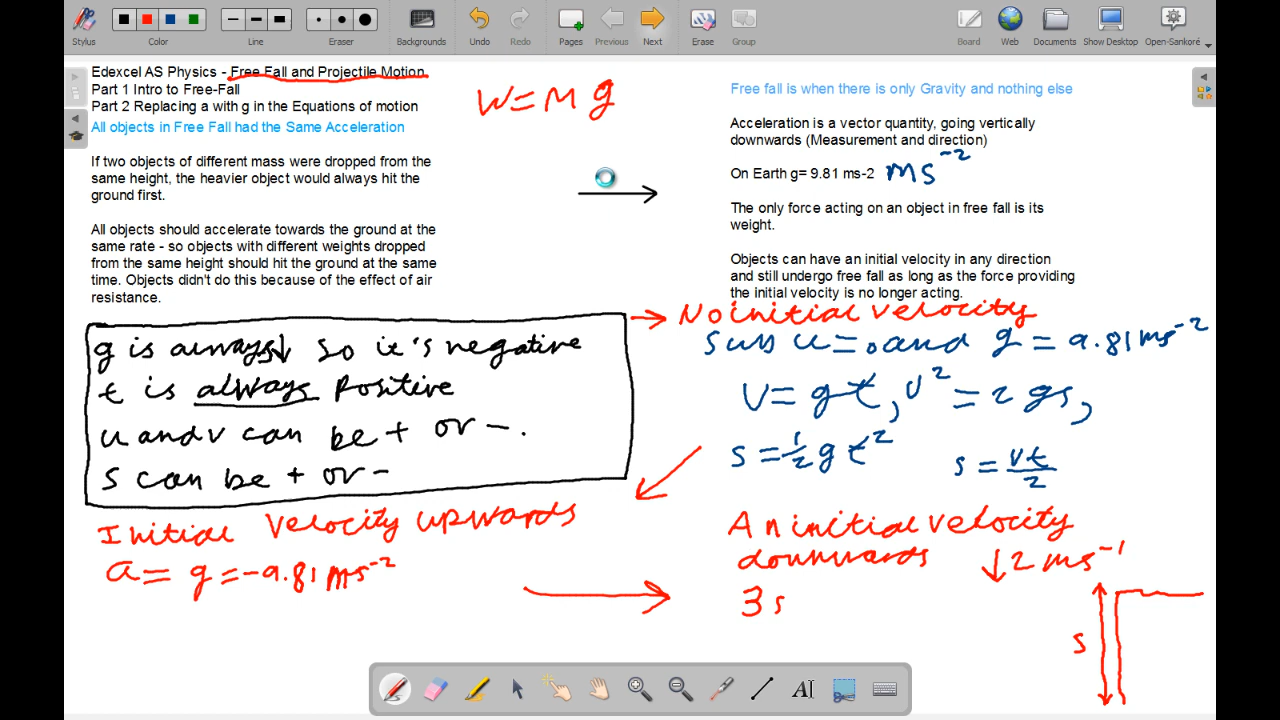 Stylus
Color
Line
Eraser
Backgrounds
Undo
Redo
Pages
Previous
Next
Erase
Group
Board
Web
Documents
Show Desktop
Open-Sankoré
Edexcel AS Physics - Free Fall and Projectile Motion
Part 1 Intro to Free-Fall
Part 2 Replacing a with g in the Equations of motion
All objects in Free Fall had the Same Acceleration
If two objects of different mass were dropped from the
same height, the heavier object would always hit the
ground first.
All objects should accelerate towards the ground at the
same rate - so objects with different weights dropped
from the same height should hit the ground at the same
time. Objects didn't do this because of the effect of air
resistance.
W = M g
Free fall is when there is only Gravity and nothing else
Acceleration is a vector quantity, going vertically
downwards (Measurement and direction)
On Earth g= 9.81 ms-2 ms⁻²
The only force acting on an object in free fall is its
weight.
Objects can have an initial velocity in any direction
and still undergo free fall as long as the force providing
the initial velocity is no longer acting.
g is always↓ so it's negative
t is always positive
u and v can be + or -.
s can be + or -
→ No initial velocity
sub u=0 and g = 9.81 ms⁻²
v = gt, v² = 2gs,
s = ½gt² s = vt/2
Initial velocity upwards
a = g = -9.81 ms⁻²
An initial velocity
downwards ↓2 ms⁻¹
3s
s